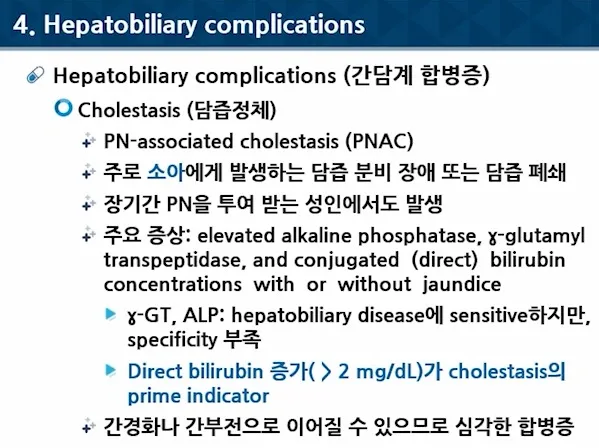 4. Hepatobiliary complications
Hepatobiliary complications (간담계 합병증)
Cholestasis (담즙정체)
PN-associated cholestasis (PNAC)
주로 소아에게 발생하는 담즙 분비 장애 또는 담즙 폐쇄
장기간 PN을 투여 받는 성인에서도 발생
주요 증상: elevated alkaline phosphatase, ɣ-glutamyl
transpeptidase, and conjugated (direct) bilirubin
concentrations with or without jaundice
ɣ-GT, ALP: hepatobiliary disease에 sensitive하지만,
specificity 부족
Direct bilirubin 증가( > 2 mg/dL)가 cholestasis의
prime indicator
간경화나 간부전으로 이어질 수 있으므로 심각한 합병증